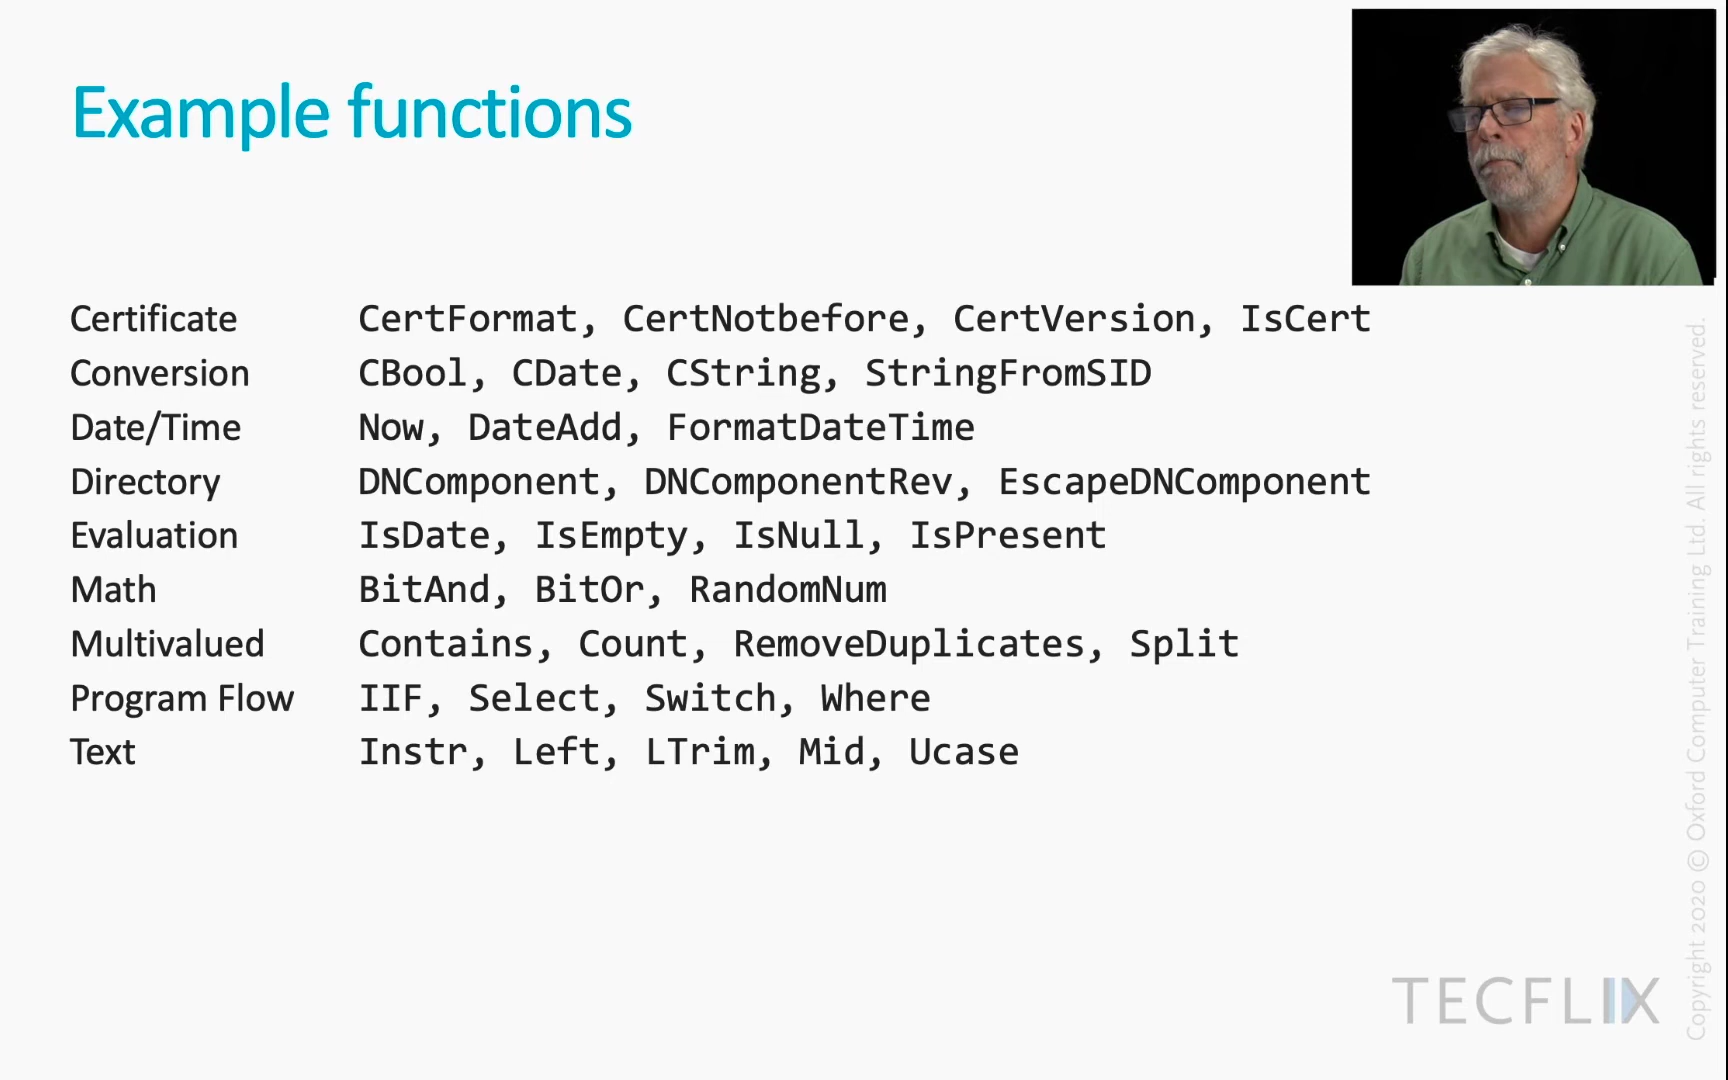 Example functions
Certificate CertFormat, CertNotbefore, CertVersion, IsCert
Conversion CBool, CDate, CString, StringFromSID
Date/Time Now, DateAdd, FormatDateTime
Directory DNComponent, DNComponentRev, EscapeDNComponent
Evaluation IsDate, IsEmpty, IsNull, IsPresent
Math BitAnd, BitOr, RandomNum
Multivalued Contains, Count, RemoveDuplicates, Split
Program Flow IIF, Select, Switch, Where
Text Instr, Left, LTrim, Mid, Ucase
TECFLIX
Copyright 2020 © Oxford Computer Training Ltd. All rights reserved.